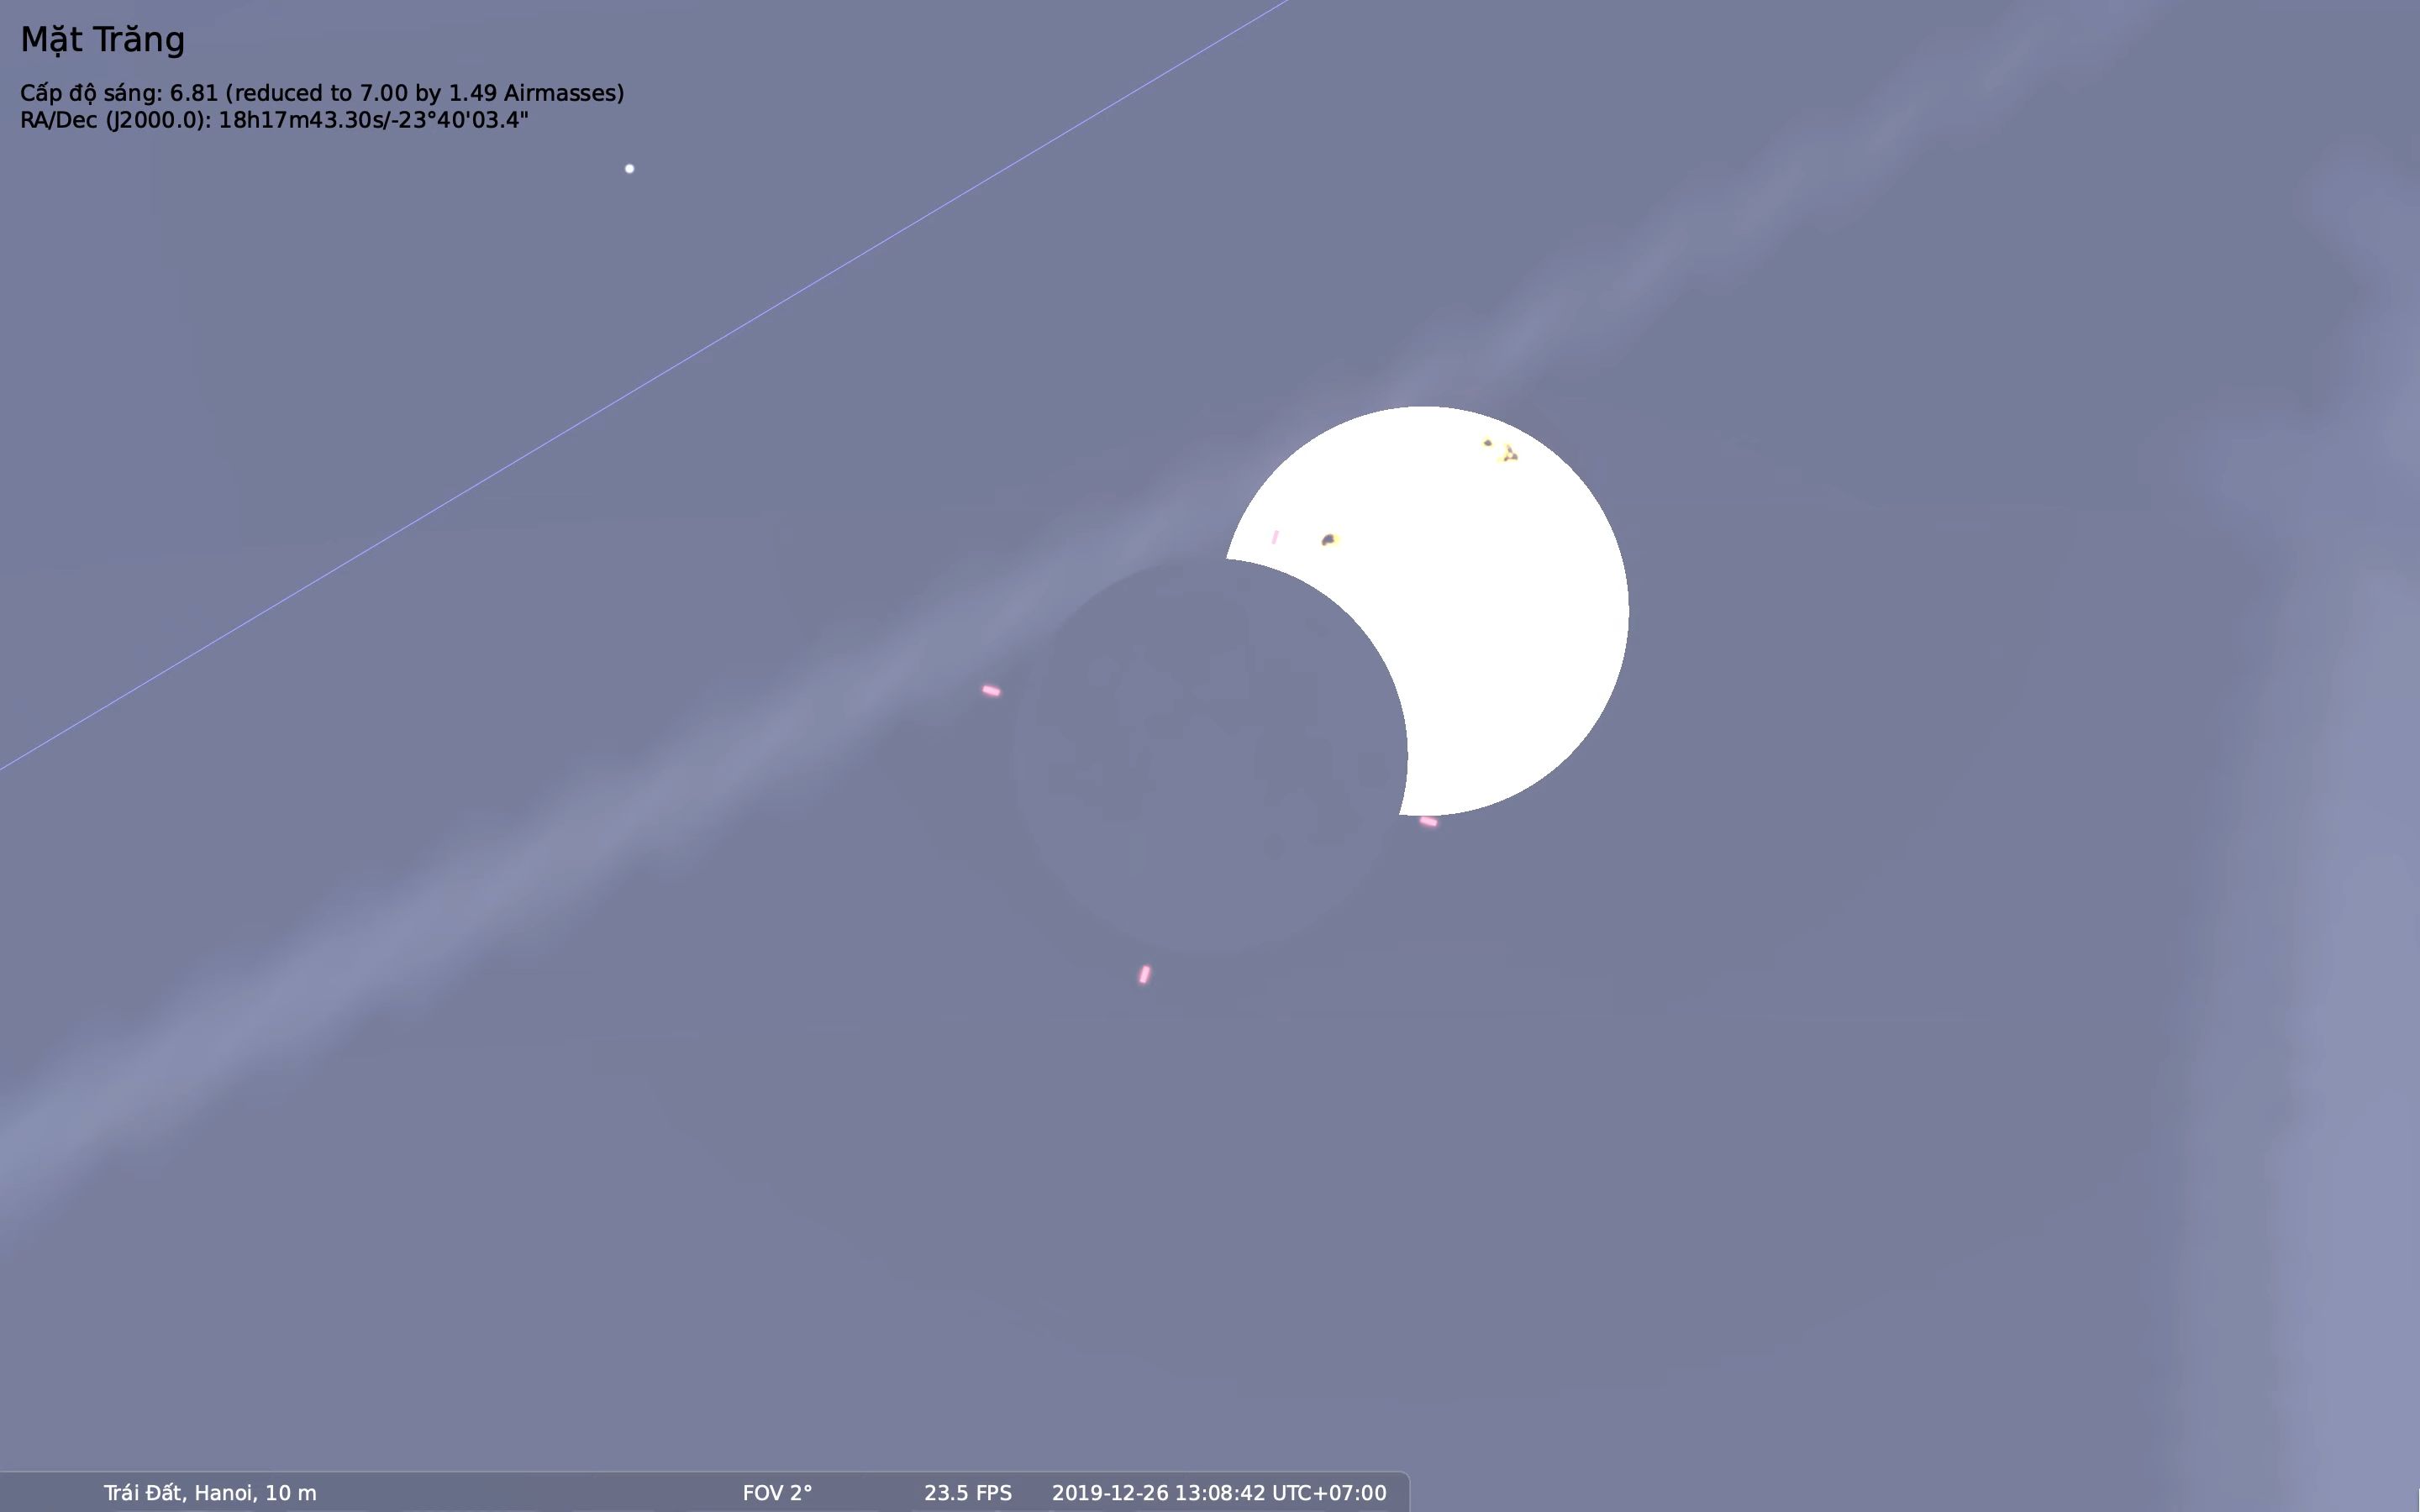 Mặt Trăng
Cấp độ sáng: 6.81 (reduced to 7.00 by 1.49 Airmasses)
RA/Dec (J2000.0): 18h17m43.30s/-23°40'03.4"
Trái Đất, Hanoi, 10 m FOV 2° 23.5 FPS 2019-12-26 13:08:42 UTC+07:00